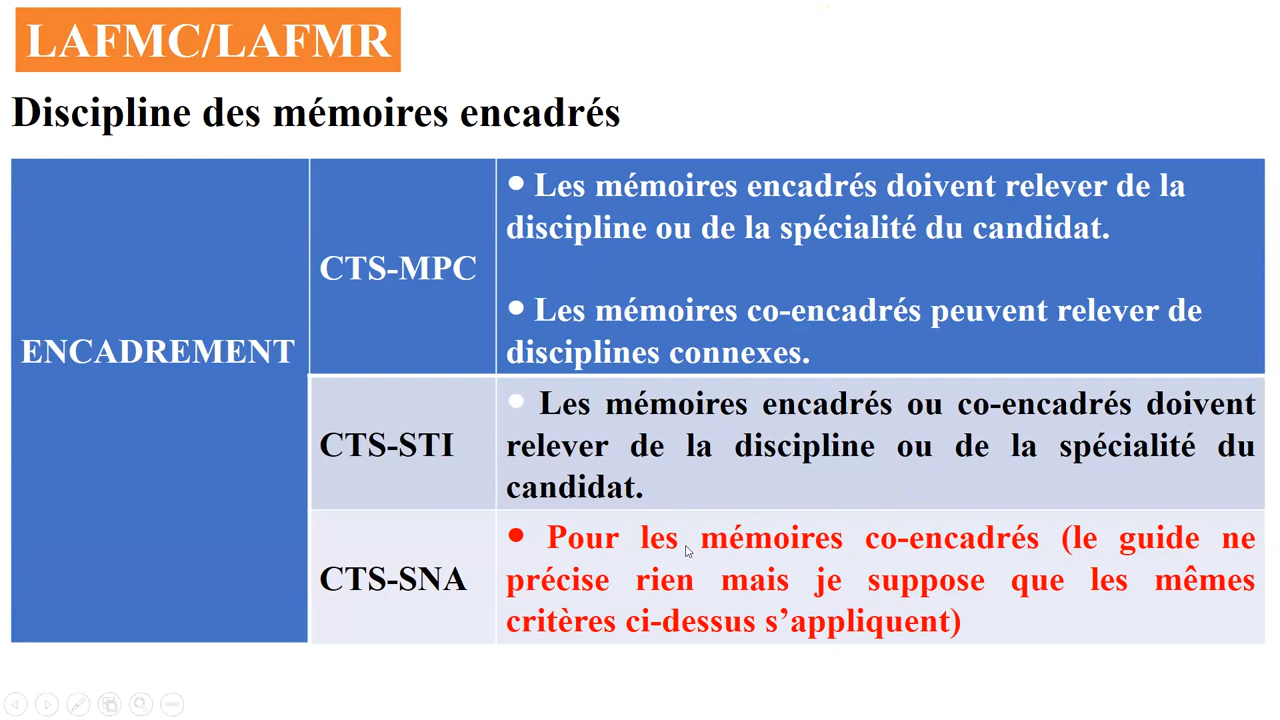 LAFMC/LAFMR
Discipline des mémoires encadrés
ENCADREMENT
CTS-MPC
• Les mémoires encadrés doivent relever de la
discipline ou de la spécialité du candidat.
• Les mémoires co-encadrés peuvent relever de
disciplines connexes.
CTS-STI
• Les mémoires encadrés ou co-encadrés doivent
relever de la discipline ou de la spécialité du
candidat.
CTS-SNA
• Pour les mémoires co-encadrés (le guide ne
précise rien mais je suppose que les mêmes
critères ci-dessus s’appliquent)